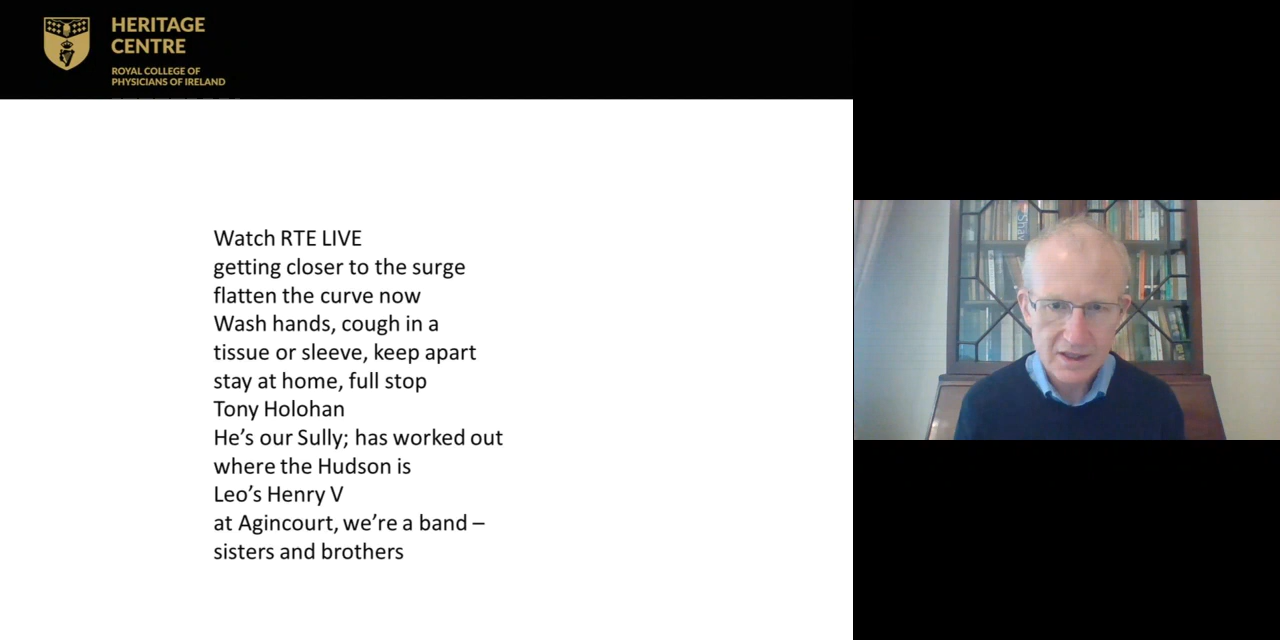 HERITAGE
CENTRE
ROYAL COLLEGE OF
PHYSICIANS OF IRELAND
Watch RTE LIVE
getting closer to the surge
flatten the curve now
Wash hands, cough in a
tissue or sleeve, keep apart
stay at home, full stop
Tony Holohan
He’s our Sully; has worked out
where the Hudson is
Leo’s Henry V
at Agincourt, we’re a band –
sisters and brothers